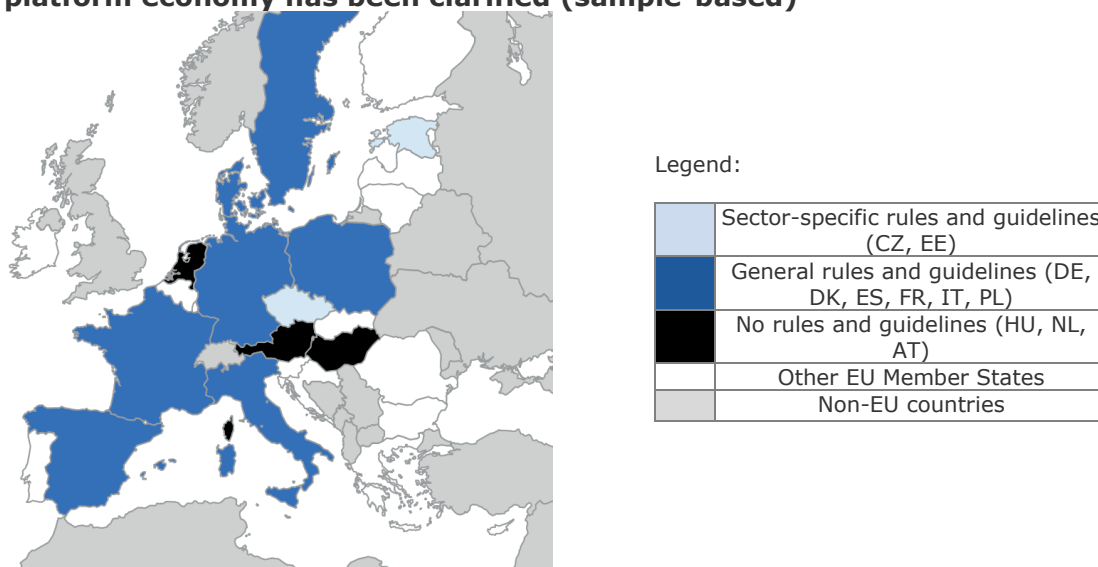 platform economy has been clarified (sample-based)
Legend:
Sector-specific rules and guidelines
(CZ, EE)
General rules and guidelines (DE,
DK, ES, FR, IT, PL)
No rules and guidelines (HU, NL,
AT)
Other EU Member States
Non-EU countries